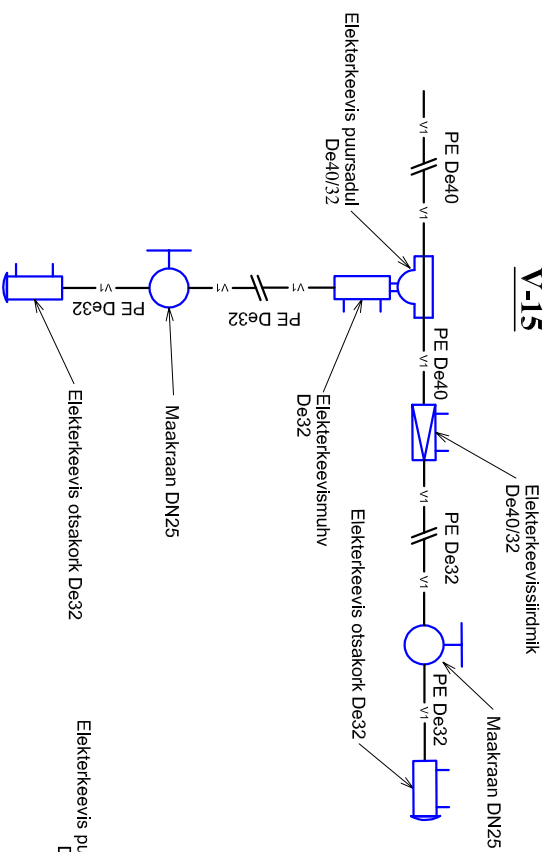 V-15
PE De40
V1
V1
Elekterkeevis puursadul
De40/32
V1
PE De40
Elekterkeevissiirdmik
De40/32
V1
PE De32
V1
Maakraan DN25
PE De32
V1
Elekterkeevis otsakork De32
Elekterkeevismuhv
De32
V1
PE De32
V1
Maakraan DN25
V1
PE De32
Elekterkeevis otsakork De32
Elekterkeevis pu